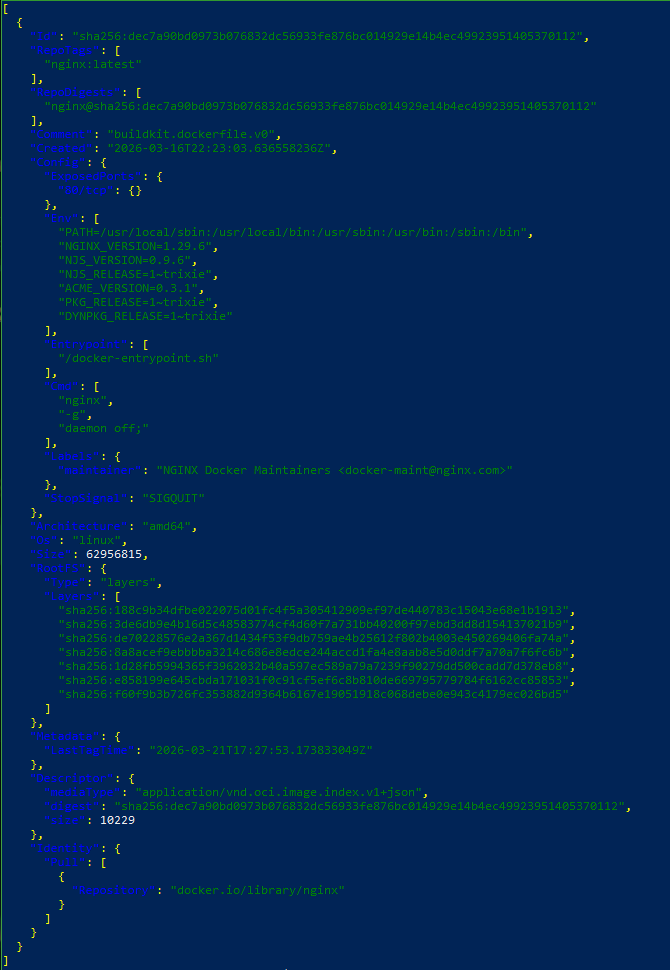 [
  {
    "Id": "sha256:dec7a90bd0973b076832dc56933fe876bc014929e14b4ec49923951405370112",
    "RepoTags": [
      "nginx:latest"
    ],
    "RepoDigests": [
      "nginx@sha256:dec7a90bd0973b076832dc56933fe876bc014929e14b4ec49923951405370112"
    ],
    "Comment": "buildkit.dockerfile.v0",
    "Created": "2026-03-16T22:23:03.636558236Z",
    "Config": {
      "ExposedPorts": {
        "80/tcp": {}
      },
      "Env": [
        "PATH=/usr/local/sbin:/usr/local/bin:/usr/sbin:/usr/bin:/sbin:/bin",
        "NGINX_VERSION=1.29.6",
        "NJS_VERSION=0.9.6",
        "NJS_RELEASE=1~trixie",
        "ACME_VERSION=0.3.1",
        "PKG_RELEASE=1~trixie",
        "DYNPKG_RELEASE=1~trixie"
      ],
      "Entrypoint": [
        "/docker-entrypoint.sh"
      ],
      "Cmd": [
        "nginx",
        "-g",
        "daemon off;"
      ],
      "Labels": {
        "maintainer": "NGINX Docker Maintainers <docker-maint@nginx.com>"
      },
      "StopSignal": "SIGQUIT"
    },
    "Architecture": "amd64",
    "Os": "linux",
    "Size": 62956815,
    "RootFS": {
      "Type": "layers",
      "Layers": [
        "sha256:188c9b34dfbe022075d01fc4f5a305412909ef97de440783c15043e68e1b1913",
        "sha256:3de6db9e4b16d5c48583774cf4d60f7a731bb40200f97ebd3dd8d154137021b9",
        "sha256:de70228576e2a367d1434f53f9db759ae4b25612f802b4003e450269406fa74a",
        "sha256:8a8acef9ebbbba3214c686e8edce244accd1fa4e8aab8e5d0ddf7a70a7f6fc6b",
        "sha256:1d28fb5994365f3962032b40a597ec589a79a7239f90279dd500cadd7d378eb8",
        "sha256:e858199e645cbda171031f0c91cf5ef6c8b810de669795779784f6162cc85853",
        "sha256:f60f9b3b726fc353882d9364b6167e19051918c068debe0e943c4179ec026bd5"
      ]
    },
    "Metadata": {
      "LastTagTime": "2026-03-21T17:27:53.173833049Z"
    },
    "Descriptor": {
      "mediaType": "application/vnd.oci.image.index.v1+json",
      "digest": "sha256:dec7a90bd0973b076832dc56933fe876bc014929e14b4ec49923951405370112",
      "size": 10229
    },
    "Identity": {
      "Pull": [
        {
          "Repository": "docker.io/library/nginx"
        }
      ]
    }
  }
]